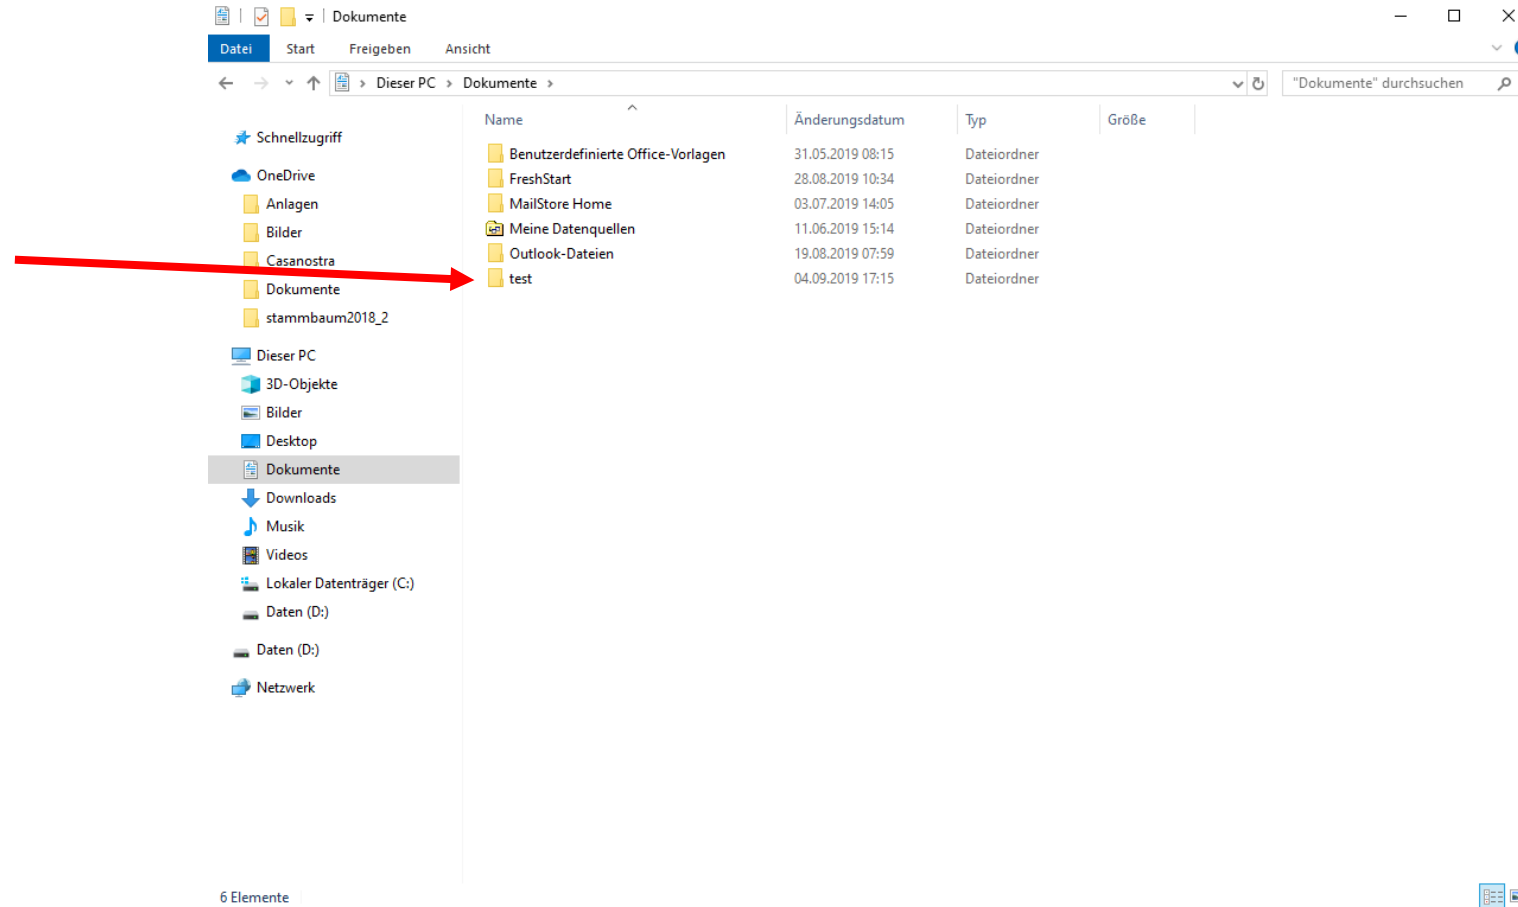 Dokumente
Datei Start Freigeben Ansicht
Dieser PC > Dokumente > "Dokumente" durchsuchen
Name Änderungsdatum Typ Größe
Schnellzugriff
OneDrive
Anlagen
Bilder
Casanostra
Dokumente
stammbaum2018_2
Dieser PC
3D-Objekte
Bilder
Desktop
Dokumente
Downloads
Musik
Videos
Lokaler Datenträger (C:)
Daten (D:)
Daten (D:)
Netzwerk
Benutzerdefinierte Office-Vorlagen 31.05.2019 08:15 Dateiordner
FreshStart 28.08.2019 10:34 Dateiordner
MailStore Home 03.07.2019 14:05 Dateiordner
Meine Datenquellen 11.06.2019 15:14 Dateiordner
Outlook-Dateien 19.08.2019 07:59 Dateiordner
test 04.09.2019 17:15 Dateiordner
6 Elemente